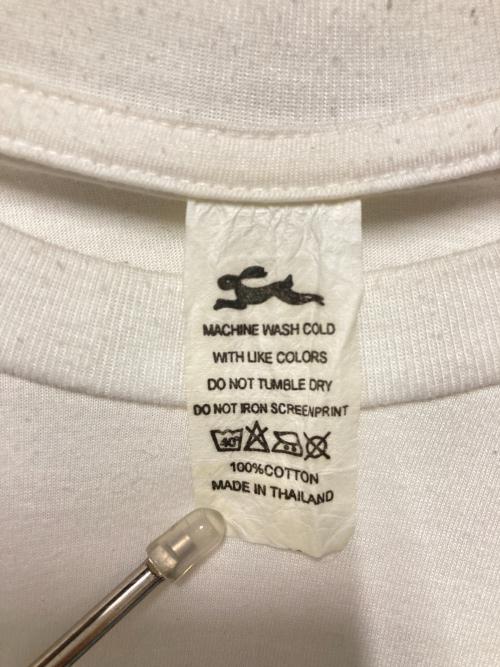 MACHINE WASH COLD
WITH LIKE COLORS
DO NOT TUMBLE DRY
DO NOT IRON SCREENPRINT
40°
100%COTTON
MADE IN THAILAND